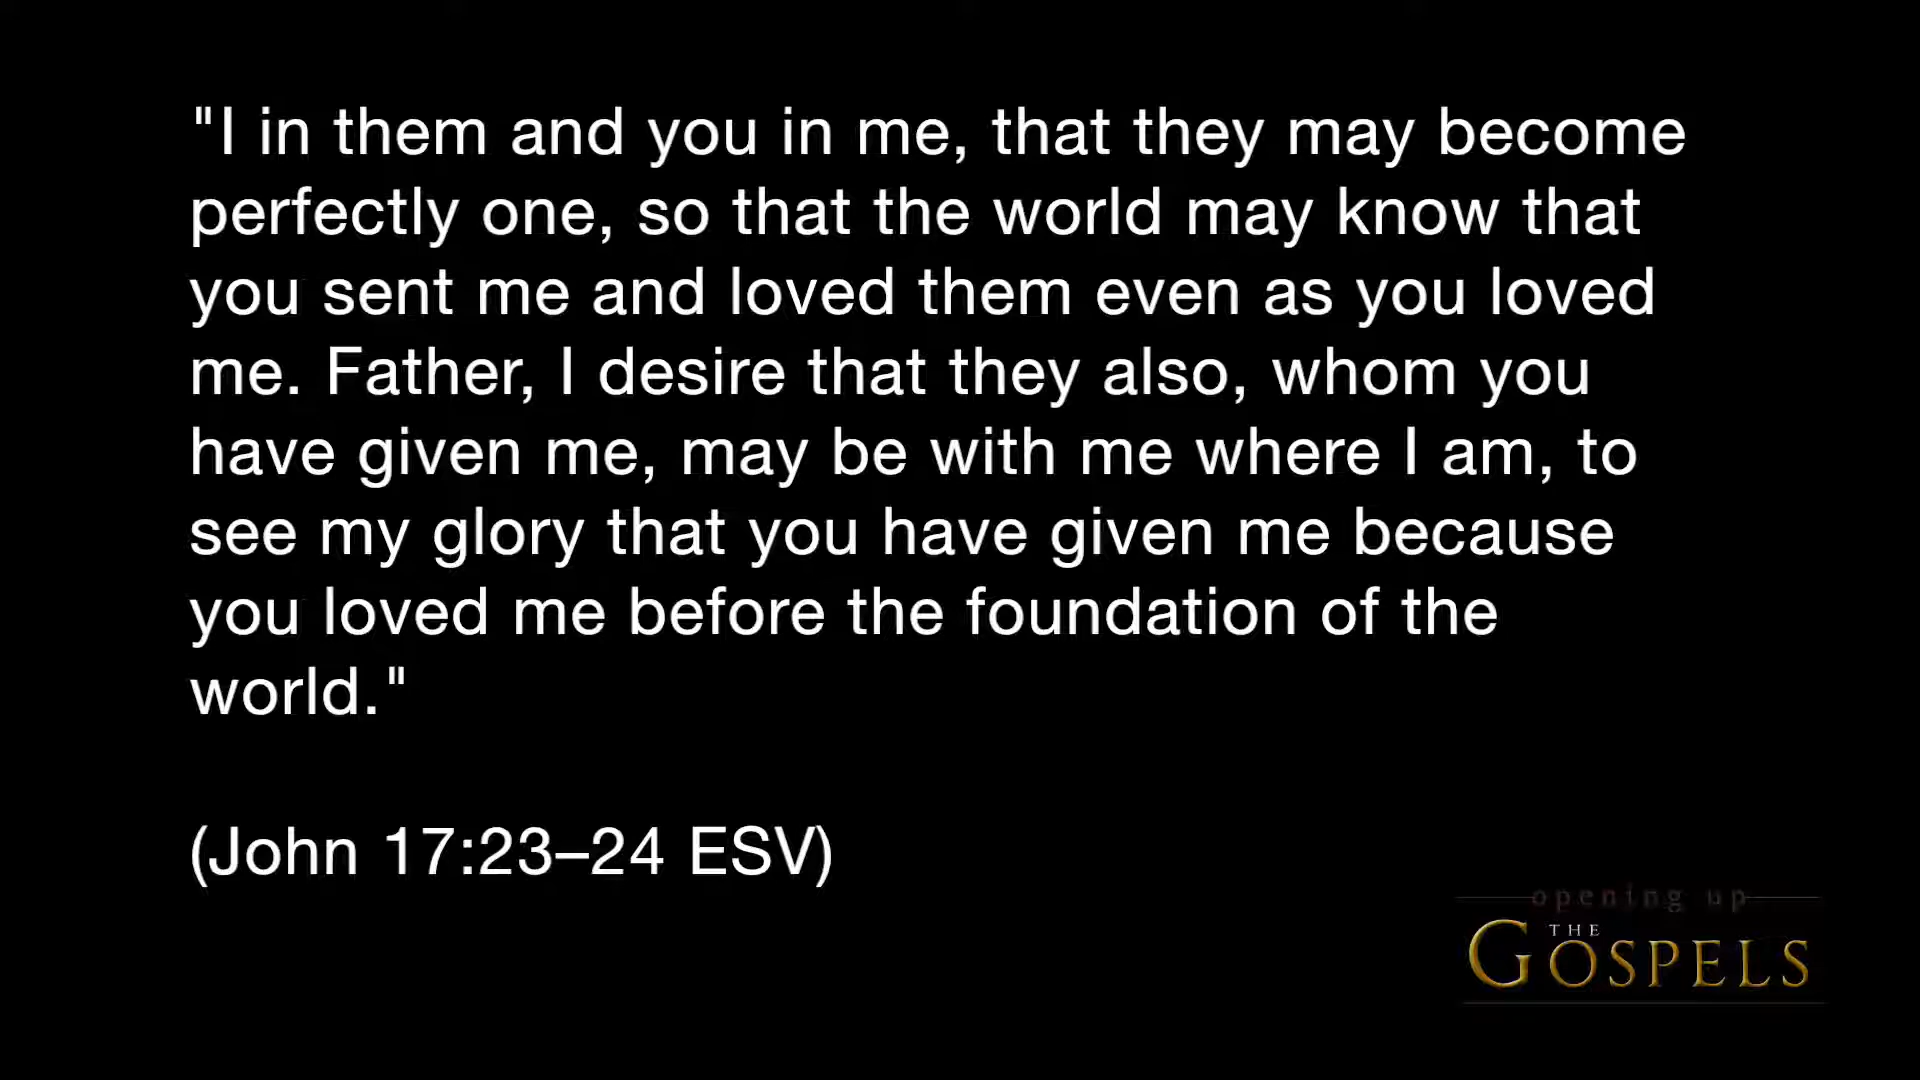 "I in them and you in me, that they may become
perfectly one, so that the world may know that
you sent me and loved them even as you loved
me. Father, I desire that they also, whom you
have given me, may be with me where I am, to
see my glory that you have given me because
you loved me before the foundation of the
world."
(John 17:23–24 ESV)
opening up
THE
GOSPELS